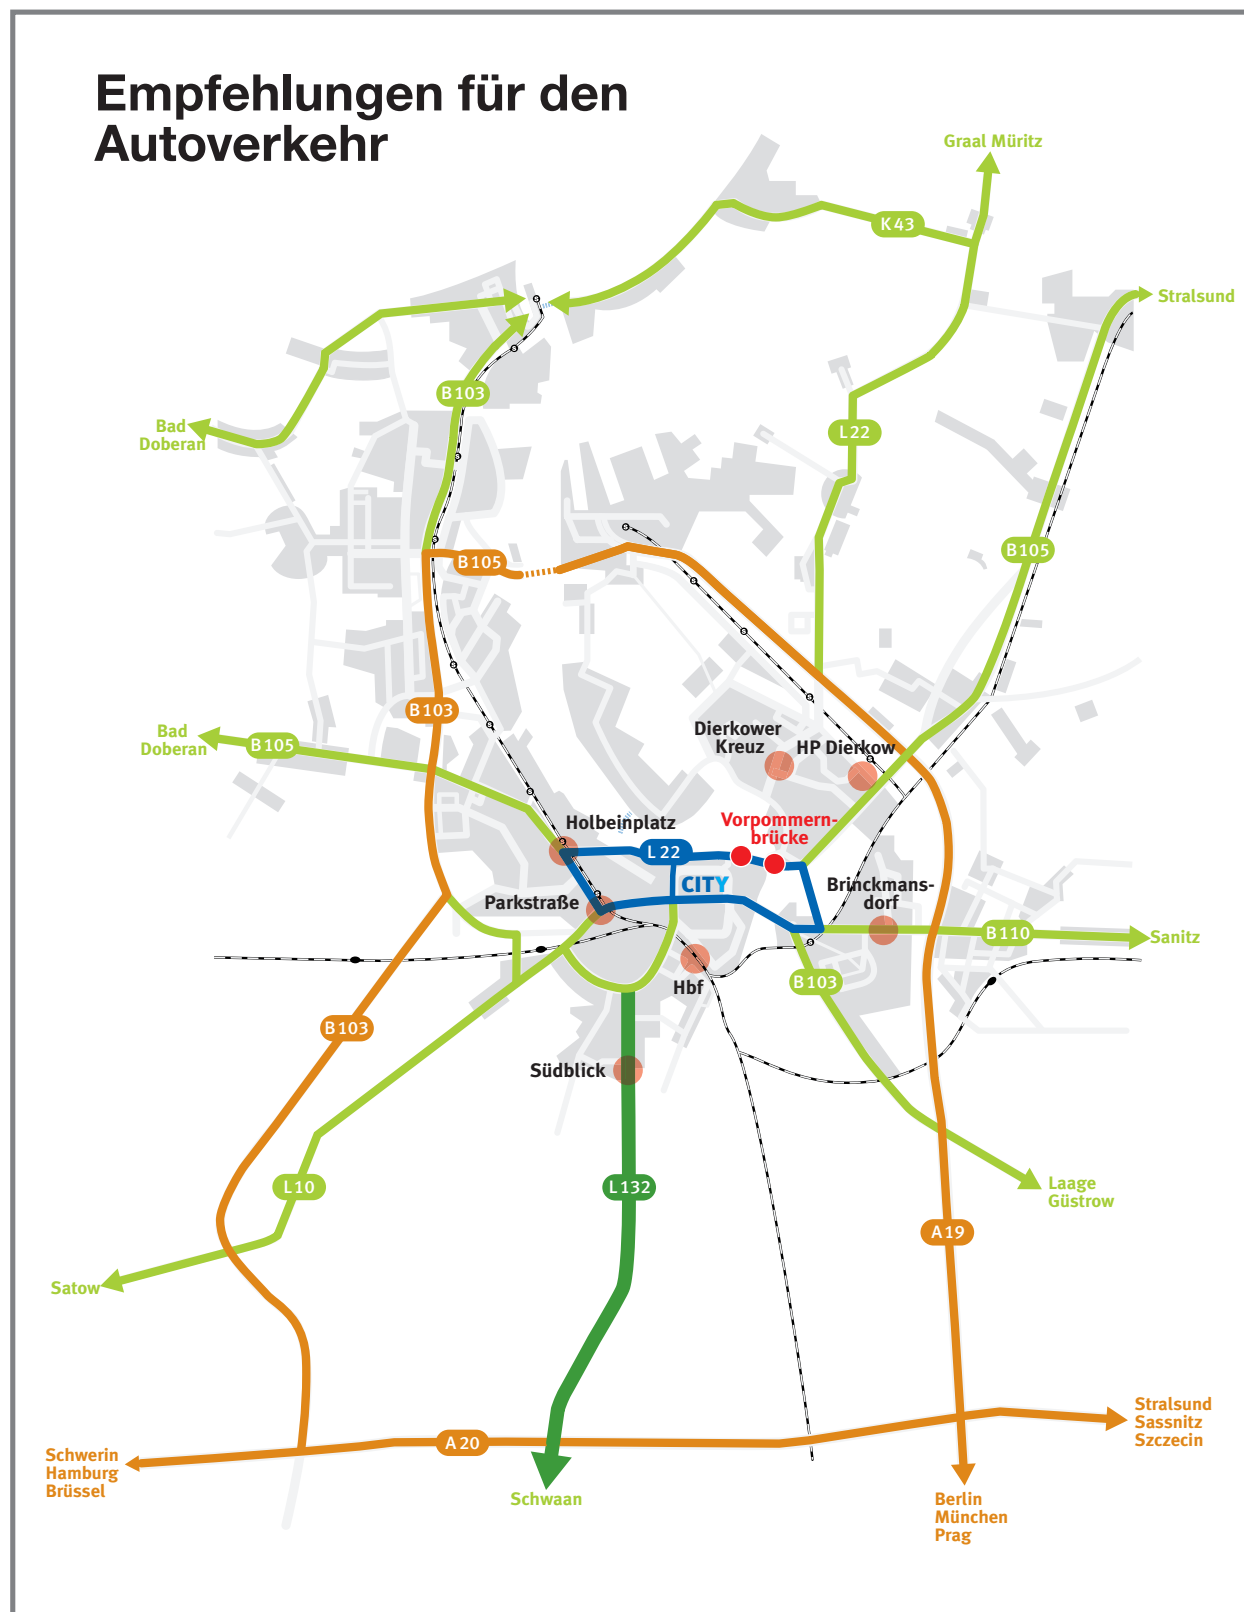 Empfehlungen für den
Autoverkehr
Graal Müritz
K 43
Stralsund
B 103
Bad
Doberan
L 22
B 105
B 105
B 103
Bad
Doberan
B 105
Dierkower
Kreuz
HP Dierkow
Holbeinplatz
Vorpommern-
brücke
L 22
CITY
Parkstraße
Brinckmans-
dorf
B 110
Sanitz
Hbf
B 103
B 103
Südblick
L 10
L 132
Laage
Güstrow
A 19
Satow
Stralsund
Sassnitz
Szczecin
A 20
Schwerin
Hamburg
Brüssel
Schwaan
Berlin
München
Prag